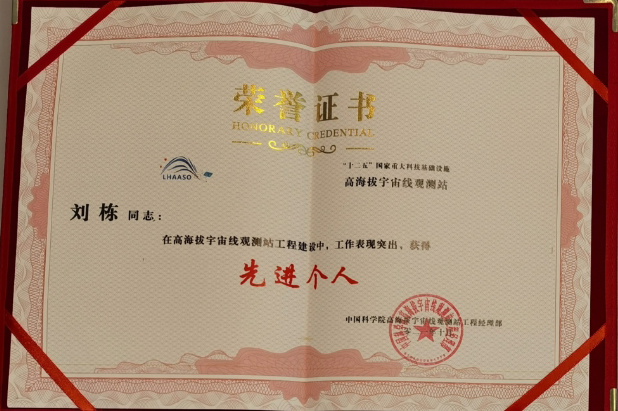 荣誉证书
HONORARY CREDENTIAL
LHAASO
"十二五"国家重大科技基础设施
高海拔宇宙线观测站
刘栋 同志：
在高海拔宇宙线观测站工程建设中，工作表现突出、获得
先进个人
中国科学院高海拔宇宙线观测站工程经理部